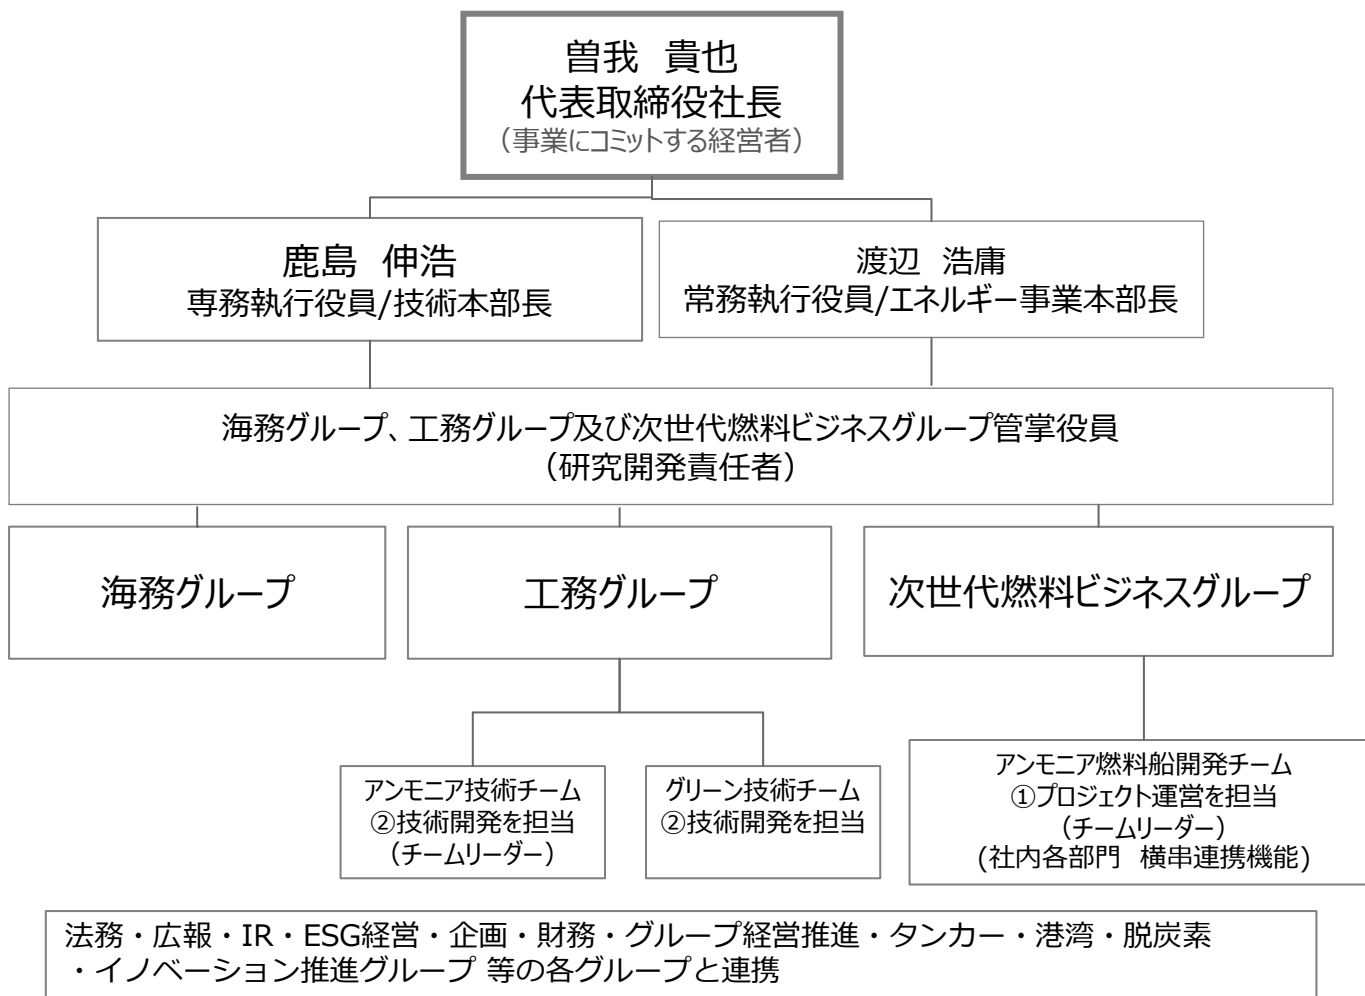 曽我　貴也
代表取締役社長
（事業にコミットする経営者）
鹿島　伸浩
専務執行役員/技術本部長
渡辺　浩庸
常務執行役員/エネルギー事業本部長
海務グループ、工務グループ及び次世代燃料ビジネスグループ管掌役員
（研究開発責任者）
海務グループ
工務グループ
次世代燃料ビジネスグループ
アンモニア技術チーム
②技術開発を担当
（チームリーダー）
グリーン技術チーム
②技術開発を担当
アンモニア燃料船開発チーム
①プロジェクト運営を担当
（チームリーダー）
(社内各部門　横串連携機能)
法務・広報・IR・ESG経営・企画・財務・グループ経営推進・タンカー・港湾・脱炭素
・イノベーション推進グループ 等の各グループと連携